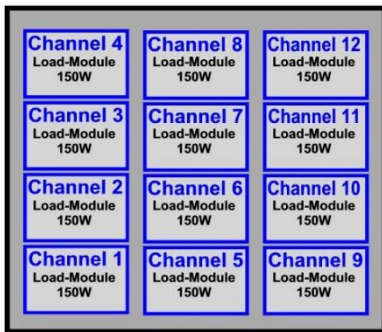 Channel 4
Load-Module
150W
Channel 8
Load-Module
150W
Channel 12
Load-Module
150W
Channel 3
Load-Module
150W
Channel 7
Load-Module
150W
Channel 11
Load-Module
150W
Channel 2
Load-Module
150W
Channel 6
Load-Module
150W
Channel 10
Load-Module
150W
Channel 1
Load-Module
150W
Channel 5
Load-Module
150W
Channel 9
Load-Module
150W